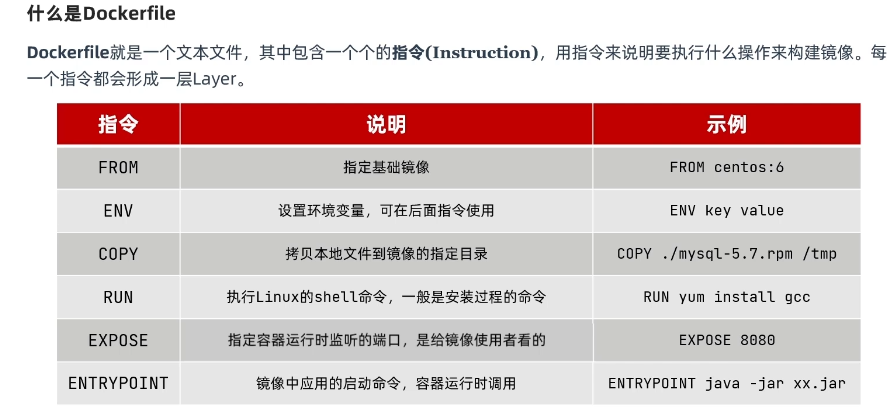 什么是Dockerfile
Dockerfile就是一个文本文件，其中包含一个个的指令(Instruction)，用指令来说明要执行什么操作来构建镜像。每
一个指令都会形成一层Layer。
指令 说明 示例
FROM 指定基础镜像 FROM centos:6
ENV 设置环境变量，可在后面指令使用 ENV key value
COPY 拷贝本地文件到镜像的指定目录 COPY ./mysql-5.7.rpm /tmp
RUN 执行Linux的shell命令，一般是安装过程的命令 RUN yum install gcc
EXPOSE 指定容器运行时监听的端口，是给镜像使用者看的 EXPOSE 8080
ENTRYPOINT 镜像中应用的启动命令，容器运行时调用 ENTRYPOINT java -jar xx.jar